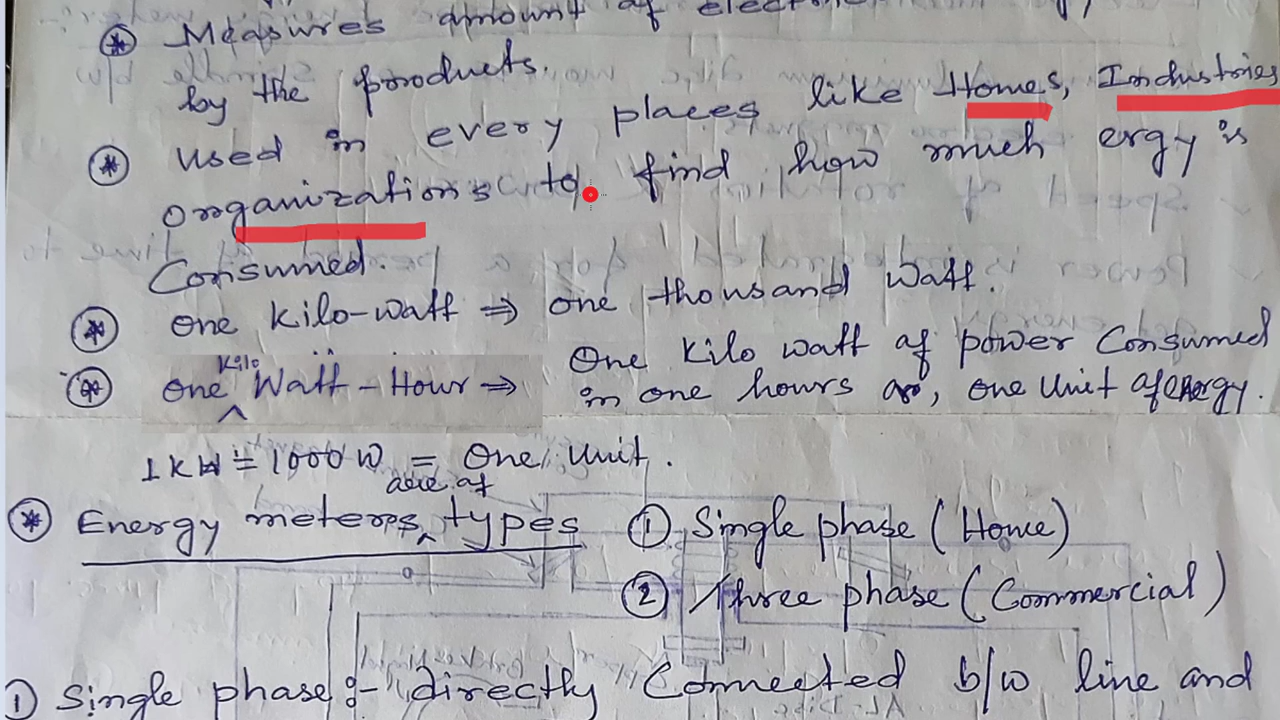 ⊛ Measures amount of
by the products.
⊛ Used in every places like Homes, Industries
Organizations to find how much ergy is
Consumed.
⊛ One Kilo-watt ⇒ one thousand Watt.
⊛ One Kilo Watt-Hour ⇒ One Kilo watt of power Consumed
in one hours or, one Unit of energy.
1 KW = 1000 W = One Unit.
⊛ Energy meters are of types ① Single phase (Home)
② Three phase (Commercial)
① Single phase :- directly Connected b/w line and